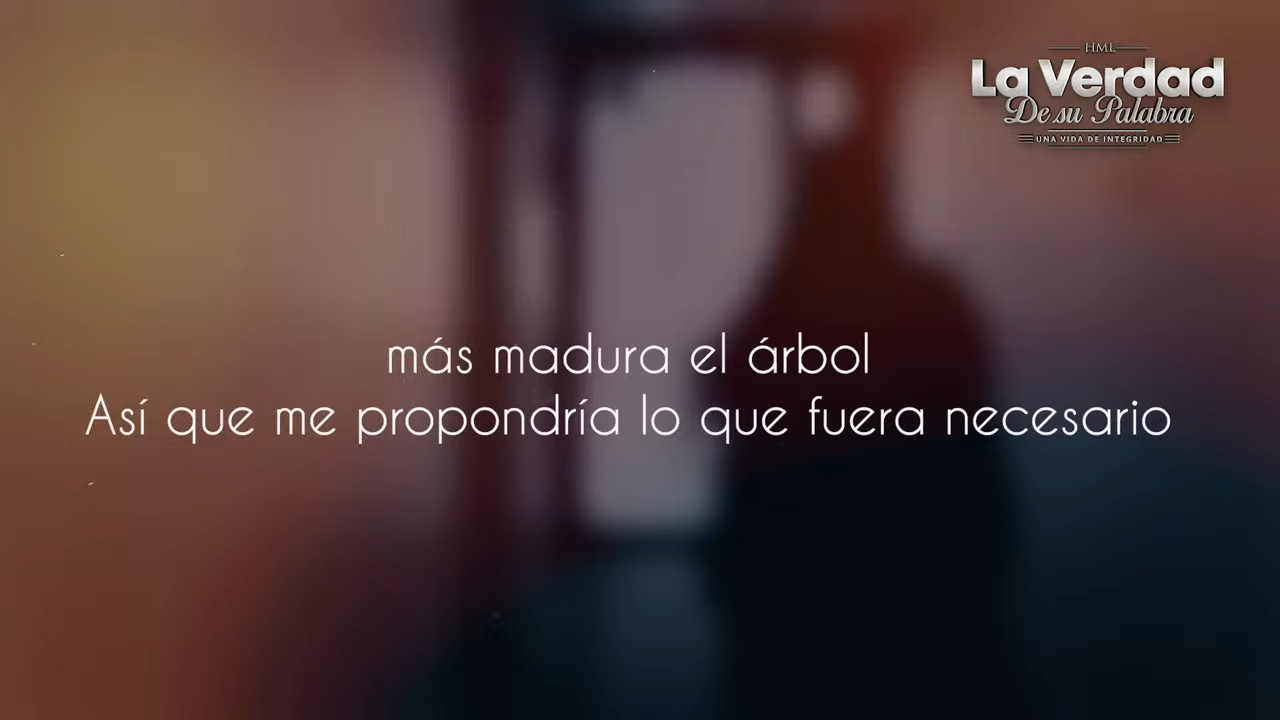 HML
La Verdad
De su Palabra
UNA VIDA DE INTEGRIDAD
más madura el árbol
Así que me propondría lo que fuera necesario